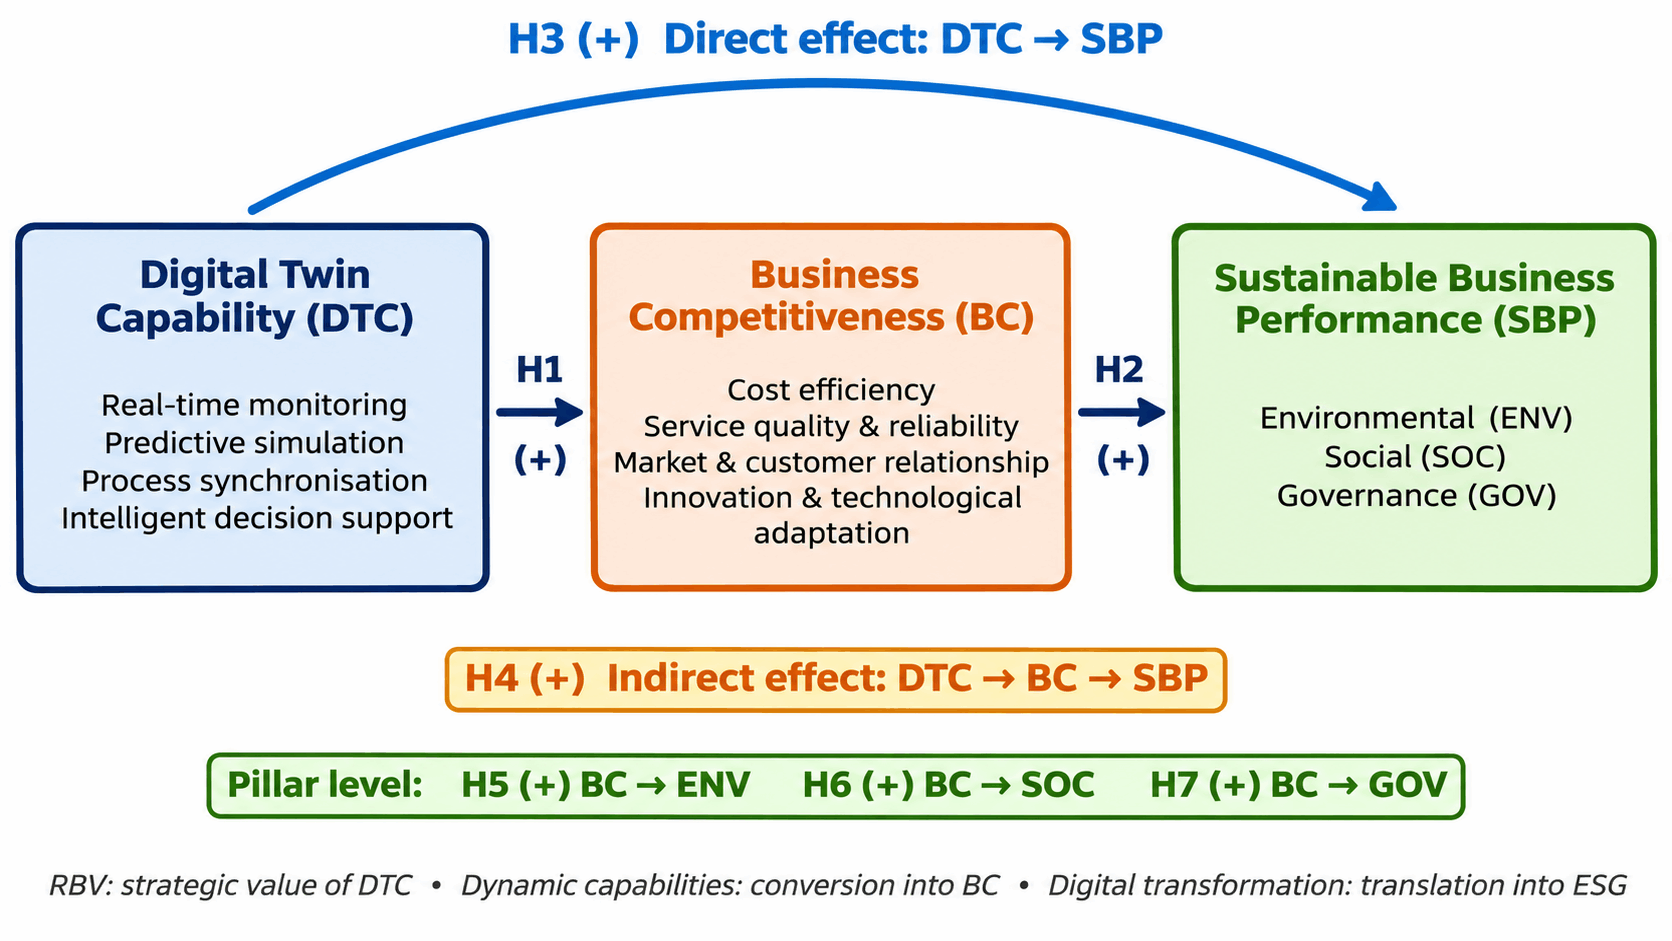 H3 (+) Direct effect: DTC → SBP
Digital Twin
Capability (DTC)
Real-time monitoring
Predictive simulation
Process synchronisation
Intelligent decision support
H1
(+)
Business
Competitiveness (BC)
Cost efficiency
Service quality & reliability
Market & customer relationship
Innovation & technological
adaptation
H2
(+)
Sustainable Business
Performance (SBP)
Environmental (ENV)
Social (SOC)
Governance (GOV)
H4 (+) Indirect effect: DTC → BC → SBP
Pillar level: H5 (+) BC → ENV H6 (+) BC → SOC H7 (+) BC → GOV
RBV: strategic value of DTC • Dynamic capabilities: conversion into BC • Digital transformation: translation into ESG